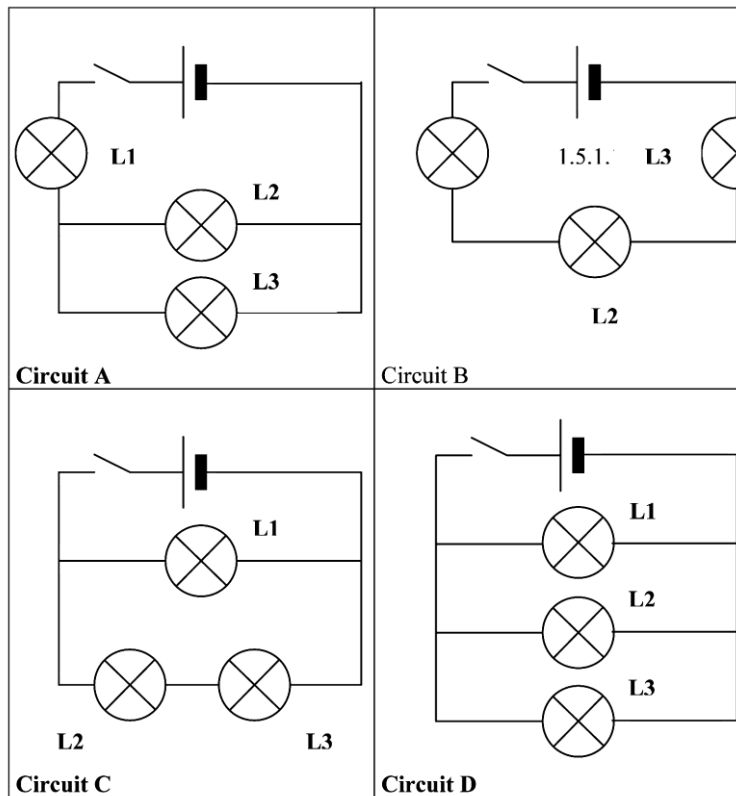 L1
L2
L3
Circuit A
1.5.1.
L3
L2
Circuit B
L1
L2
L3
Circuit C
L1
L2
L3
Circuit D